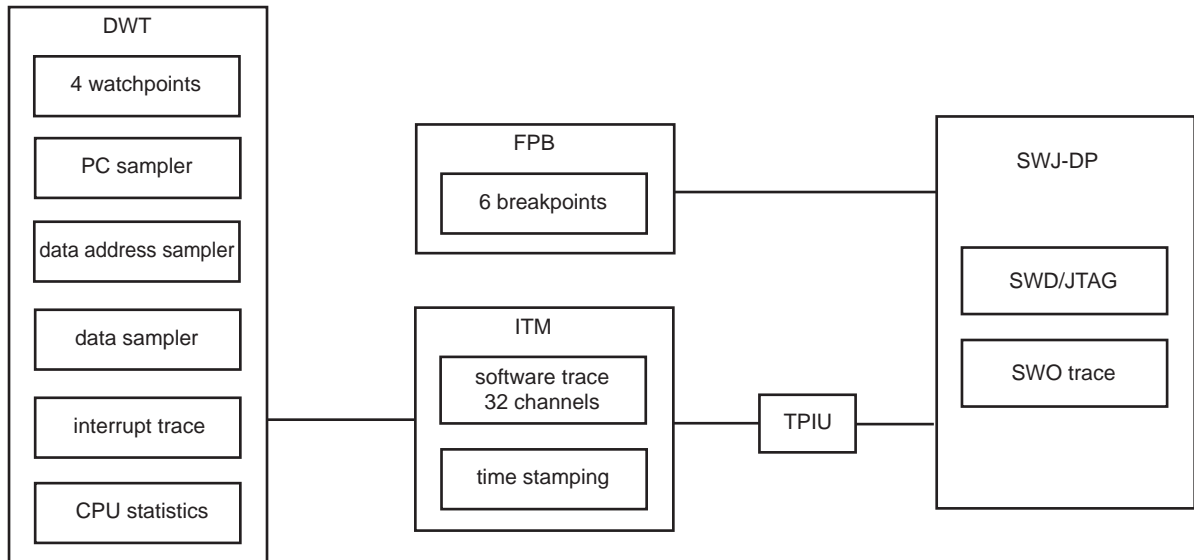 DWT
4 watchpoints
PC sampler
data address sampler
data sampler
interrupt trace
CPU statistics
FPB
6 breakpoints
ITM
software trace
32 channels
time stamping
TPIU
SWJ-DP
SWD/JTAG
SWO trace